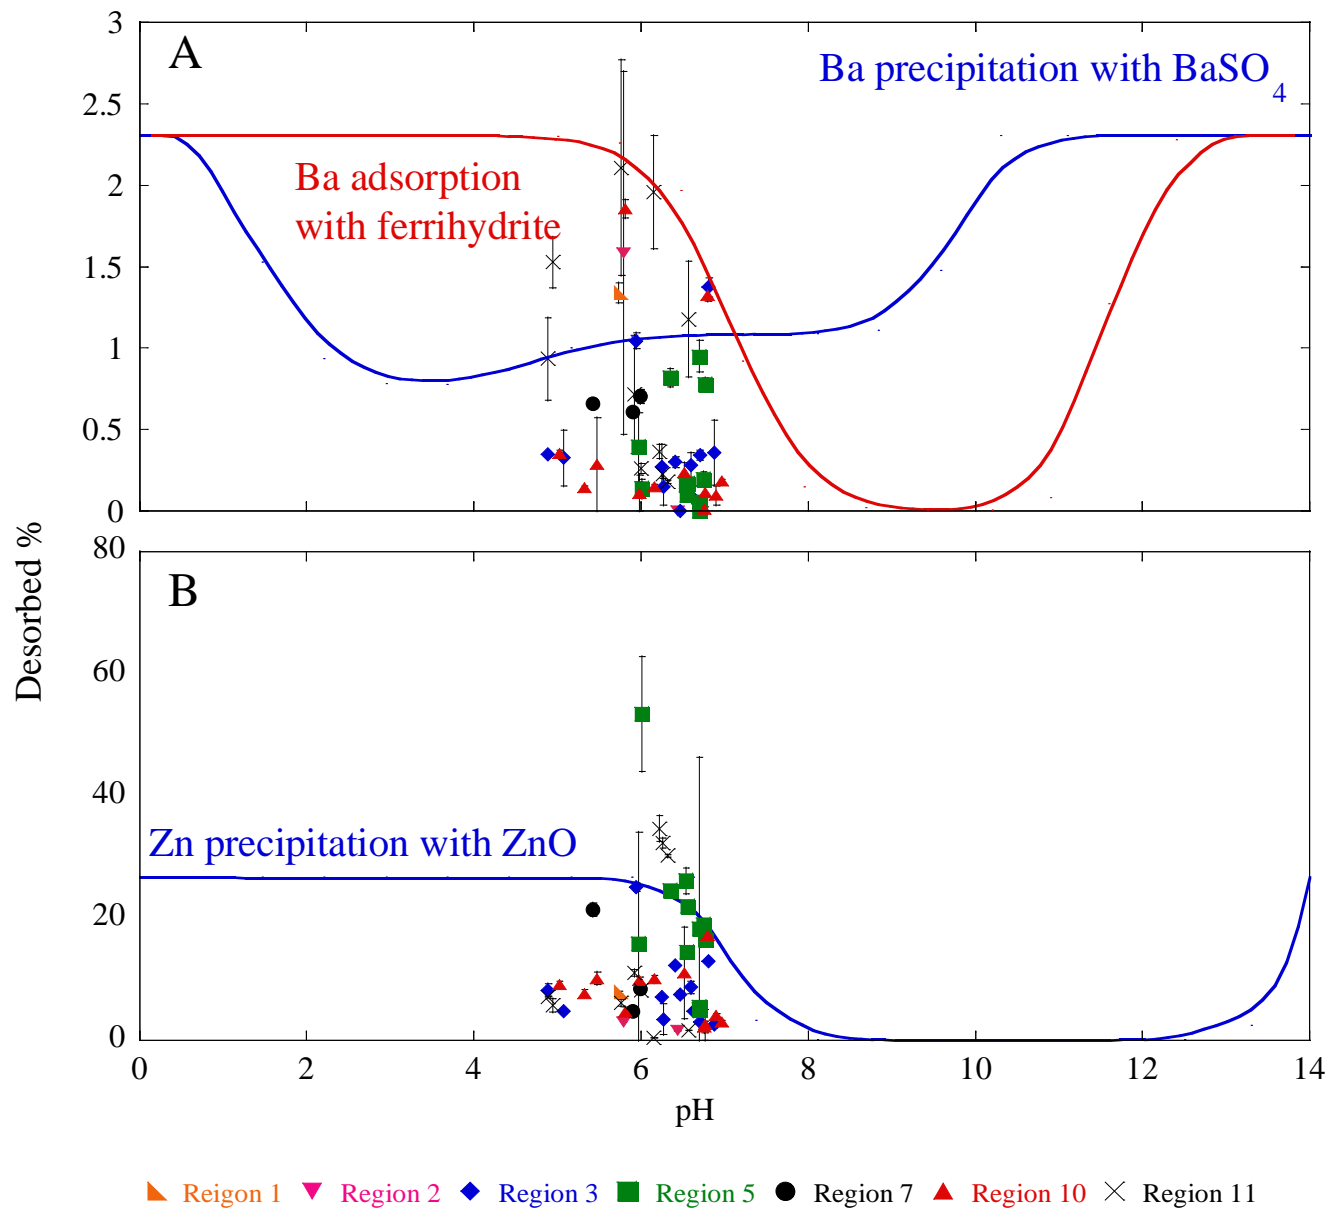 3
A
Ba precipitation with BaSO4
2.5
2
Ba adsorption
with ferrihydrite
1.5
1
0.5
0
Desorbed %
80
B
60
40
Zn precipitation with ZnO
20
0
0 2 4 6 8 10 12 14
pH
Reigon 1 Region 2 Region 3 Region 5 Region 7 Region 10 Region 11